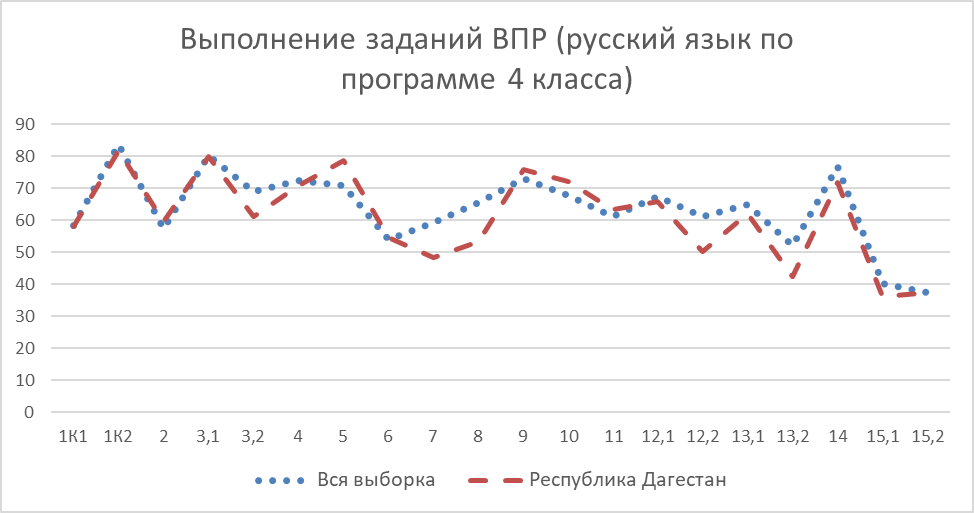 Выполнение заданий ВПР (русский язык по
программе 4 класса)
90
80
70
60
50
40
30
20
10
0
1К1 1К2 2 3,1 3,2 4 5 6 7 8 9 10 11 12,1 12,2 13,1 13,2 14 15,1 15,2
Вся выборка Республика Дагестан